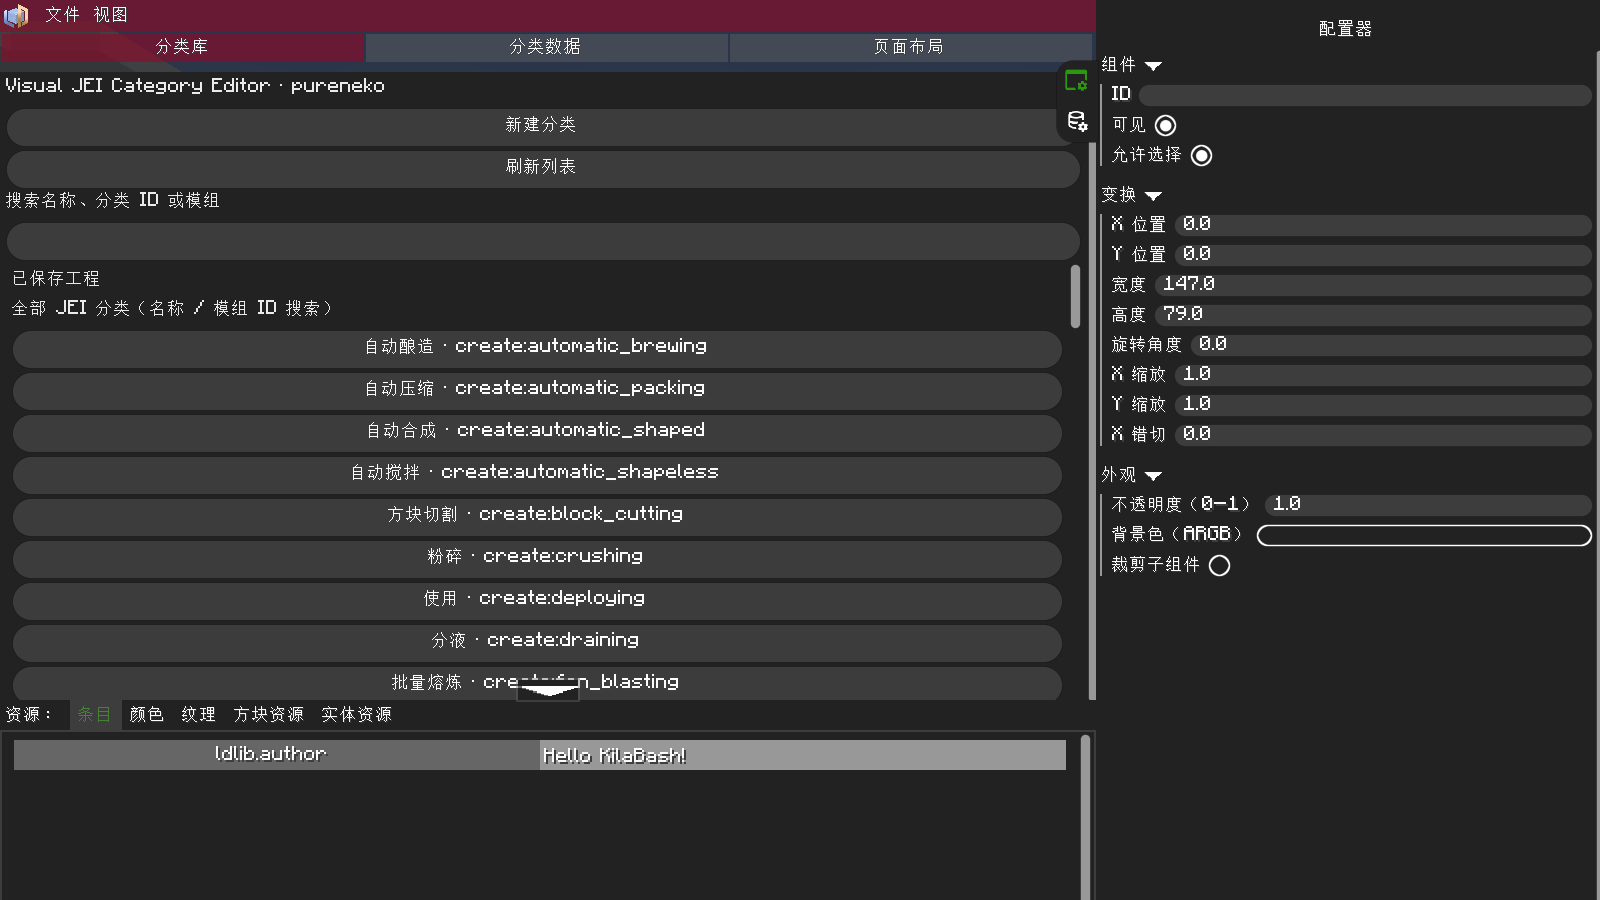 文件 视图
分类库 分类数据 页面布局
Visual JEI Category Editor · pureneko
新建分类
刷新列表
搜索名称、分类 ID 或模组
已保存工程
全部 JEI 分类（名称 / 模组 ID 搜索）
自动酿造 · create:automatic_brewing
自动压缩 · create:automatic_packing
自动合成 · create:automatic_shaped
自动搅拌 · create:automatic_shapeless
方块切割 · create:block_cutting
粉碎 · create:crushing
使用 · create:deploying
分液 · create:draining
批量熔炼 · create:fan_blasting
资源： 条目 颜色 纹理 方块资源 实体资源
ldlib.author Hello KilaBash!
配置器
组件
ID
可见
允许选择
变换
X 位置 0.0
Y 位置 0.0
宽度 147.0
高度 79.0
旋转角度 0.0
X 缩放 1.0
Y 缩放 1.0
X 错切 0.0
外观
不透明度（0-1） 1.0
背景色（ARGB）
裁剪子组件